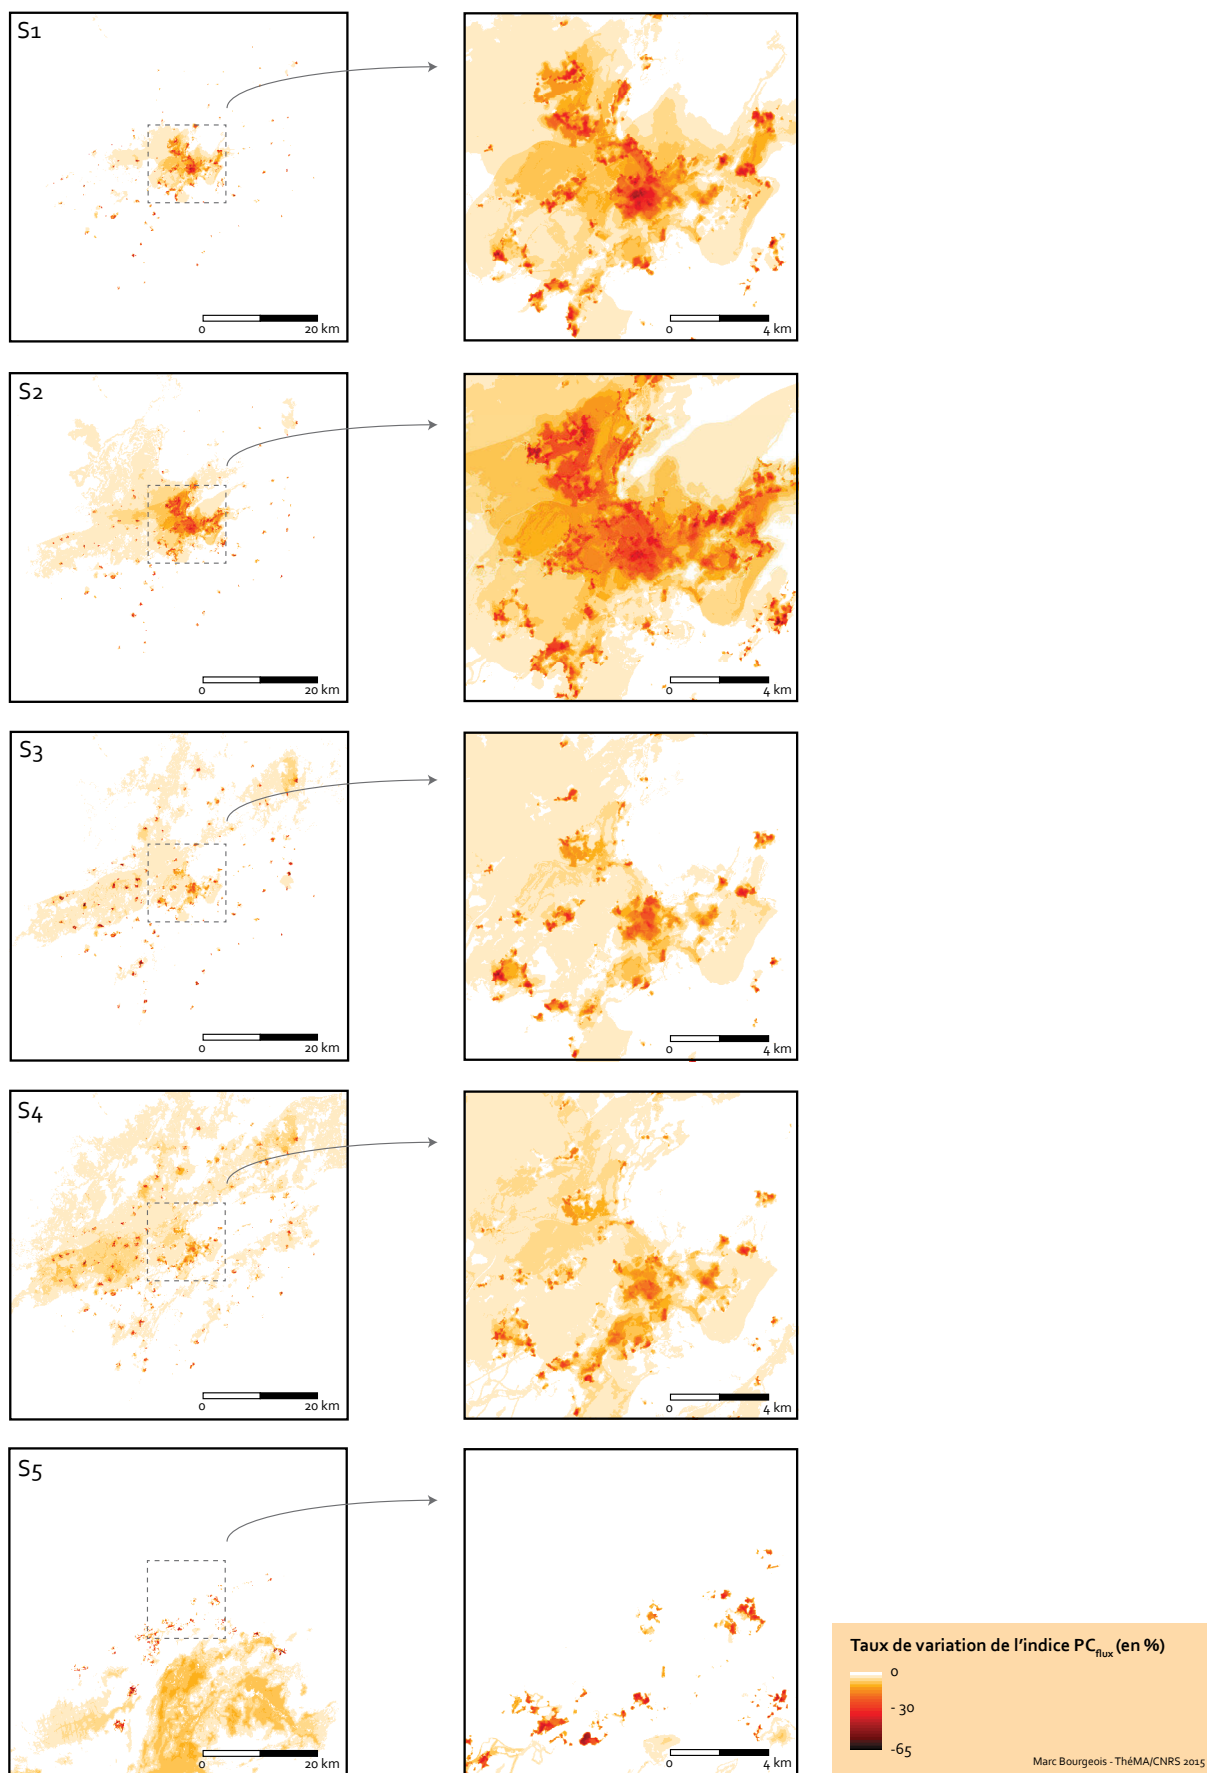 S1
0 20 km
0 4 km
S2
0 20 km
0 4 km
S3
0 20 km
0 4 km
S4
0 20 km
0 4 km
S5
0 20 km
0 4 km
Taux de variation de l'indice PCflux (en %)
0
- 30
-65
Marc Bourgeois - ThéMA/CNRS 2015